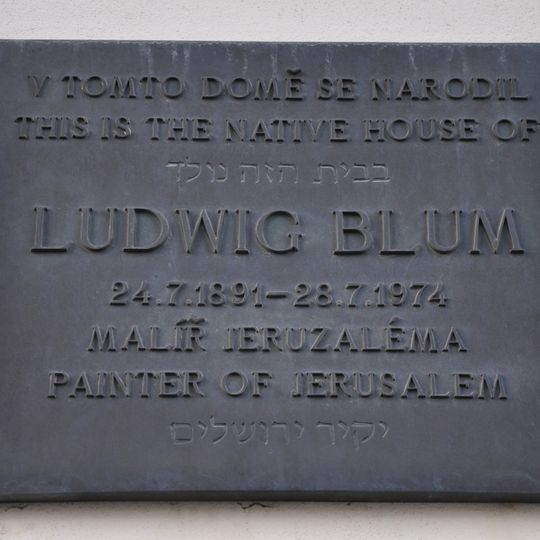 V TOMTO DOMĚ SE NARODIL
THIS IS THE NATIVE HOUSE OF
בבית הזה נולד
LUDWIG BLUM
24.7.1891–28.7.1974
MALÍŘ JERUZALÉMA
PAINTER OF JERUSALEM
יקיר ירושלים